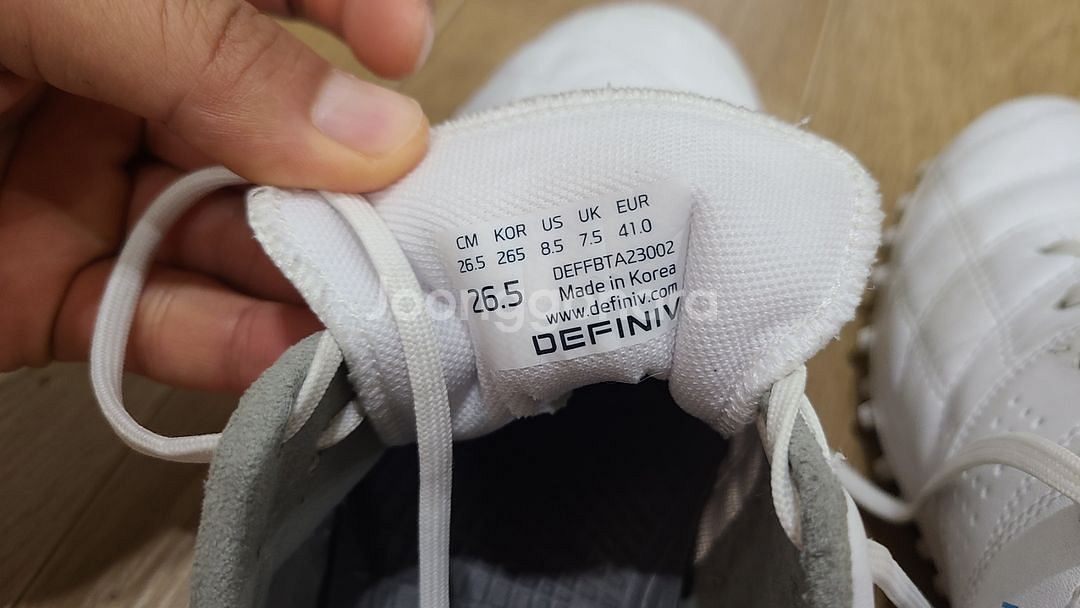 CM KOR US UK EUR
26.5 265 8.5 7.5 41.0
26.5
DEFFBTA23002
Made in Korea
www.definiv.com
DEFINIV
Joonggonara